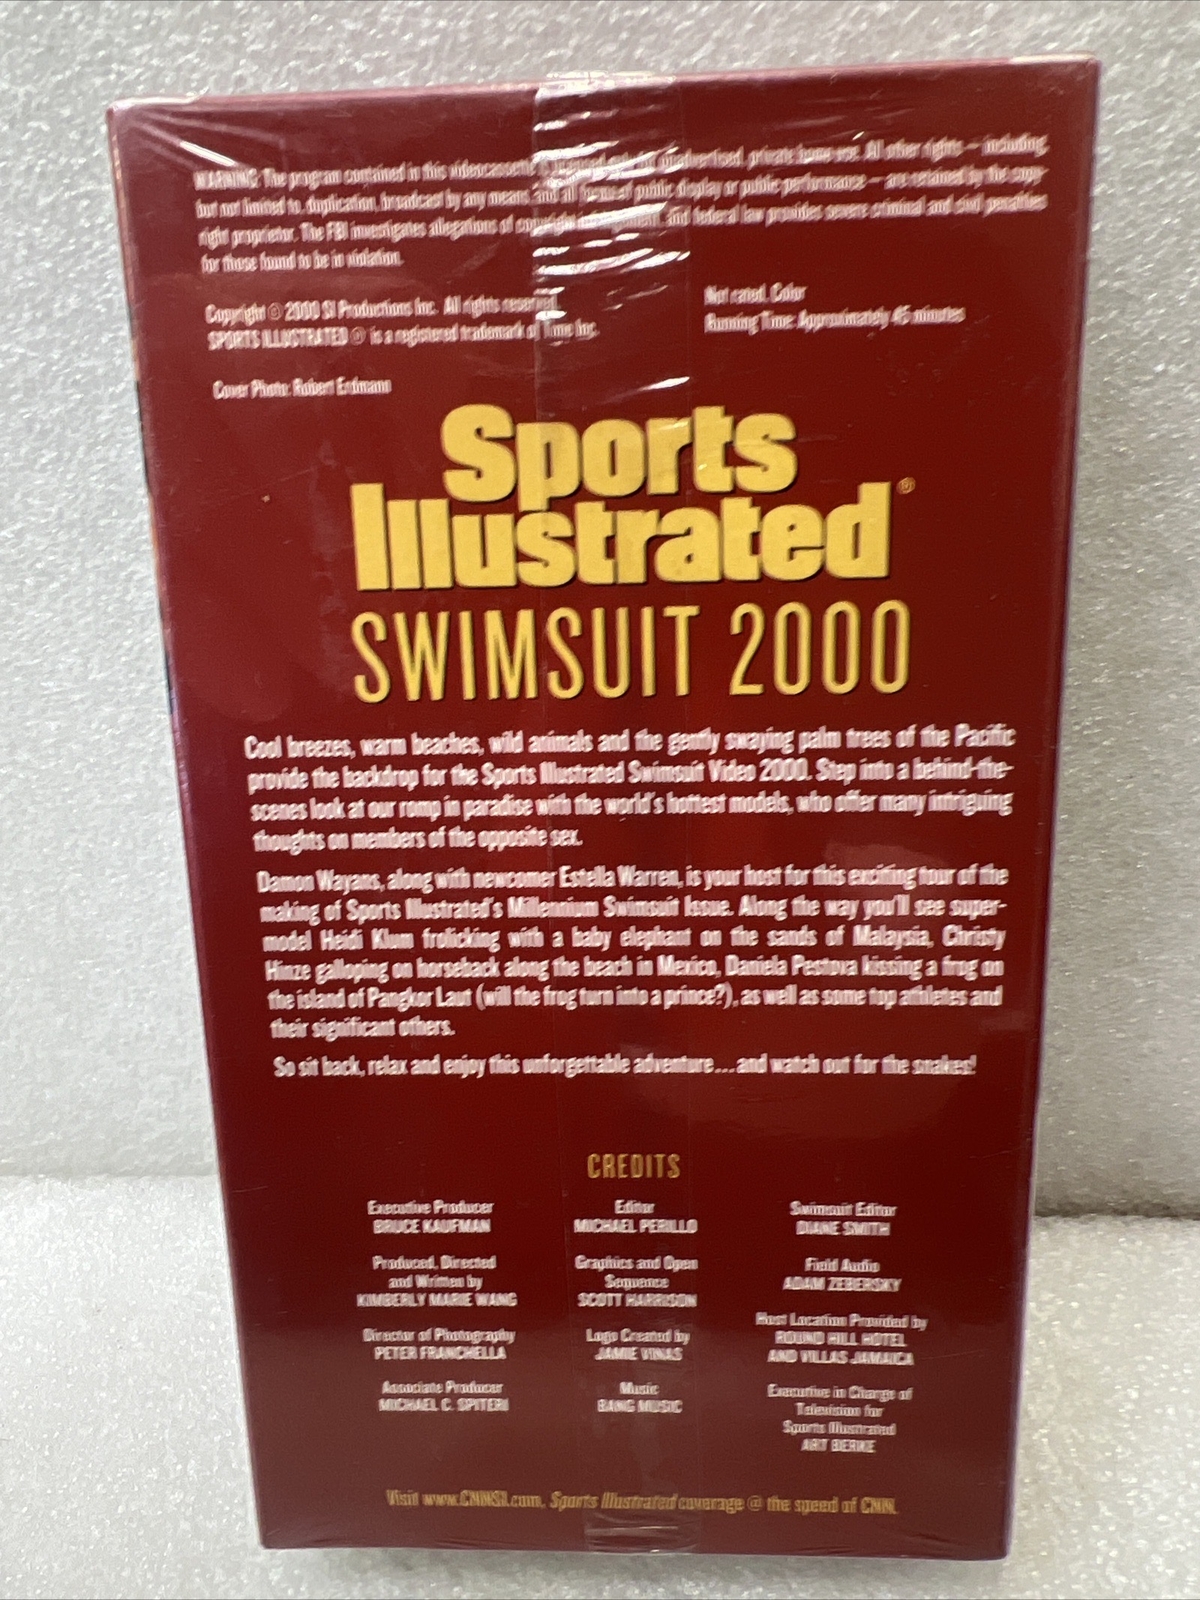 WARNING: The program contained in this videocassette unadvertised, private home use. All other rights — including,
but not limited to, duplication, broadcast by any means and all forms of public display or public performance — are retained by the copy-
right proprietor. The FBI investigates allegations of copyright and federal law provides severe criminal and civil penalties
for those found to be in violation.
Copyright © 2000 SI Productions Inc. All rights reserved.
SPORTS ILLUSTRATED ® is a registered trademark of Time Inc.
Not rated. Color
Running Time: Approximately 45 minutes
Cover Photo: Robert Erdmann
Sports
Illustrated®
SWIMSUIT 2000
Cool breezes, warm beaches, wild animals and the gently swaying palm trees of the Pacific
provide the backdrop for the Sports Illustrated Swimsuit Video 2000. Step into a behind-the-
scenes look at our romp in paradise with the world's hottest models, who offer many intriguing
thoughts on members of the opposite sex.
Damon Wayans, along with newcomer Estella Warren, is your host for this exciting tour of the
making of Sports Illustrated's Millennium Swimsuit Issue. Along the way you'll see super-
model Heidi Klum frolicking with a baby elephant on the sands of Malaysia, Christy
Hinze galloping on horseback along the beach in Mexico, Daniela Pestova kissing a frog on
the island of Pangkor Laut (will the frog turn into a prince?), as well as some top athletes and
their significant others.
So sit back, relax and enjoy this unforgettable adventure...and watch out for the snakes!
CREDITS
Executive Producer
BRUCE KAUFMAN
Produced, Directed
and Written by
KIMBERLY MARIE WANG
Director of Photography
PETER FRANCHELLA
Associate Producer
MICHAEL C. SPITERI
Editor
MICHAEL PERILLO
Graphics and Open
Sequence
SCOTT HARRISON
Logo Created by
JAMIE VINAS
Music
BANG MUSIC
Swimsuit Editor
DIANE SMITH
Field Audio
ADAM ZEBERSKY
Host Location Provided by
ROUND HILL HOTEL
AND VILLAS JAMAICA
Executive in Charge of
Television for
Sports Illustrated
ART BERKE
Visit www.CNNSI.com. Sports Illustrated coverage @ the speed of CNN.